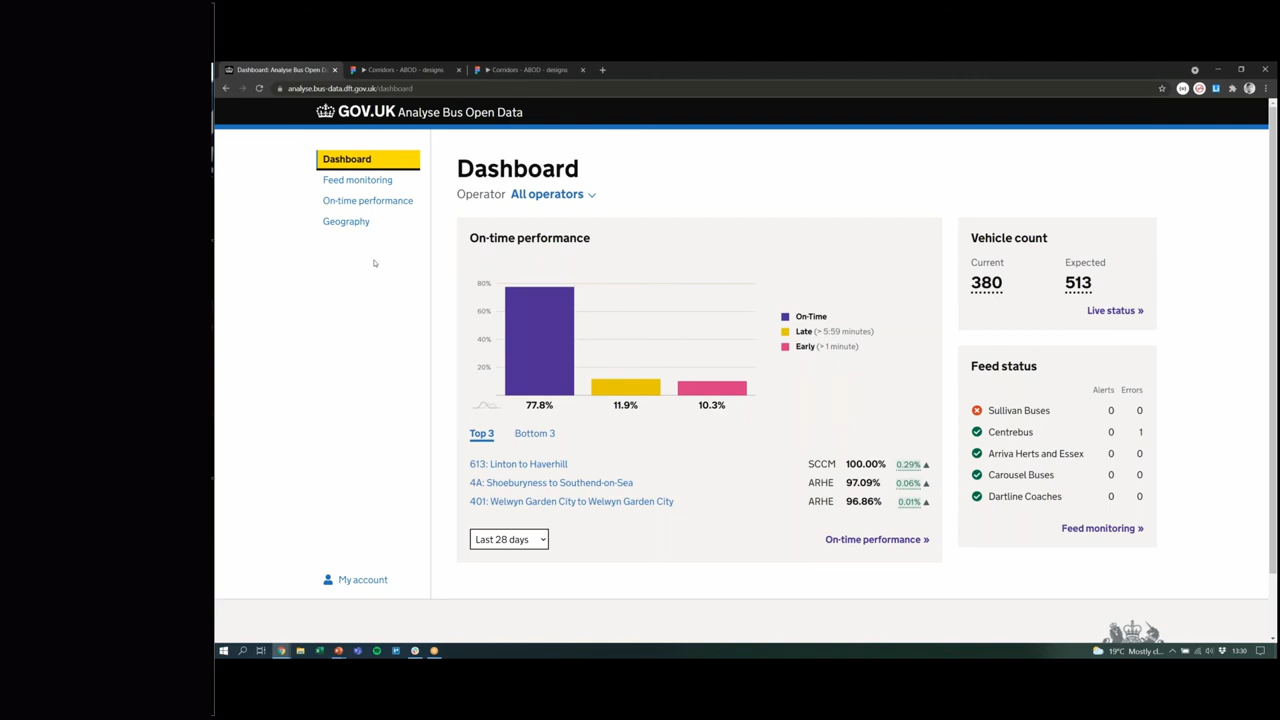 Dashboard: Analyse Bus Open D
Corridors - ABOD - designs
Corridors - ABOD - designs
analyse.bus-data.dft.gov.uk/dashboard
GOV.UK Analyse Bus Open Data
Dashboard
Feed monitoring
On-time performance
Geography
My account
Dashboard
Operator All operators
On-time performance
80%
60%
40%
20%
77.8% 11.9% 10.3%
On-Time
Late (> 5:59 minutes)
Early (> 1 minute)
Top 3 Bottom 3
613: Linton to Haverhill SCCM 100.00% 0.29%
4A: Shoeburyness to Southend-on-Sea ARHE 97.09% 0.06%
401: Welwyn Garden City to Welwyn Garden City ARHE 96.86% 0.01%
Last 28 days On-time performance »
Vehicle count
Current Expected
380 513
Live status »
Feed status
Alerts Errors
Sullivan Buses 0 0
Centrebus 0 1
Arriva Herts and Essex 0 0
Carousel Buses 0 0
Dartline Coaches 0 0
Feed monitoring »
19°C Mostly cl... 13:30